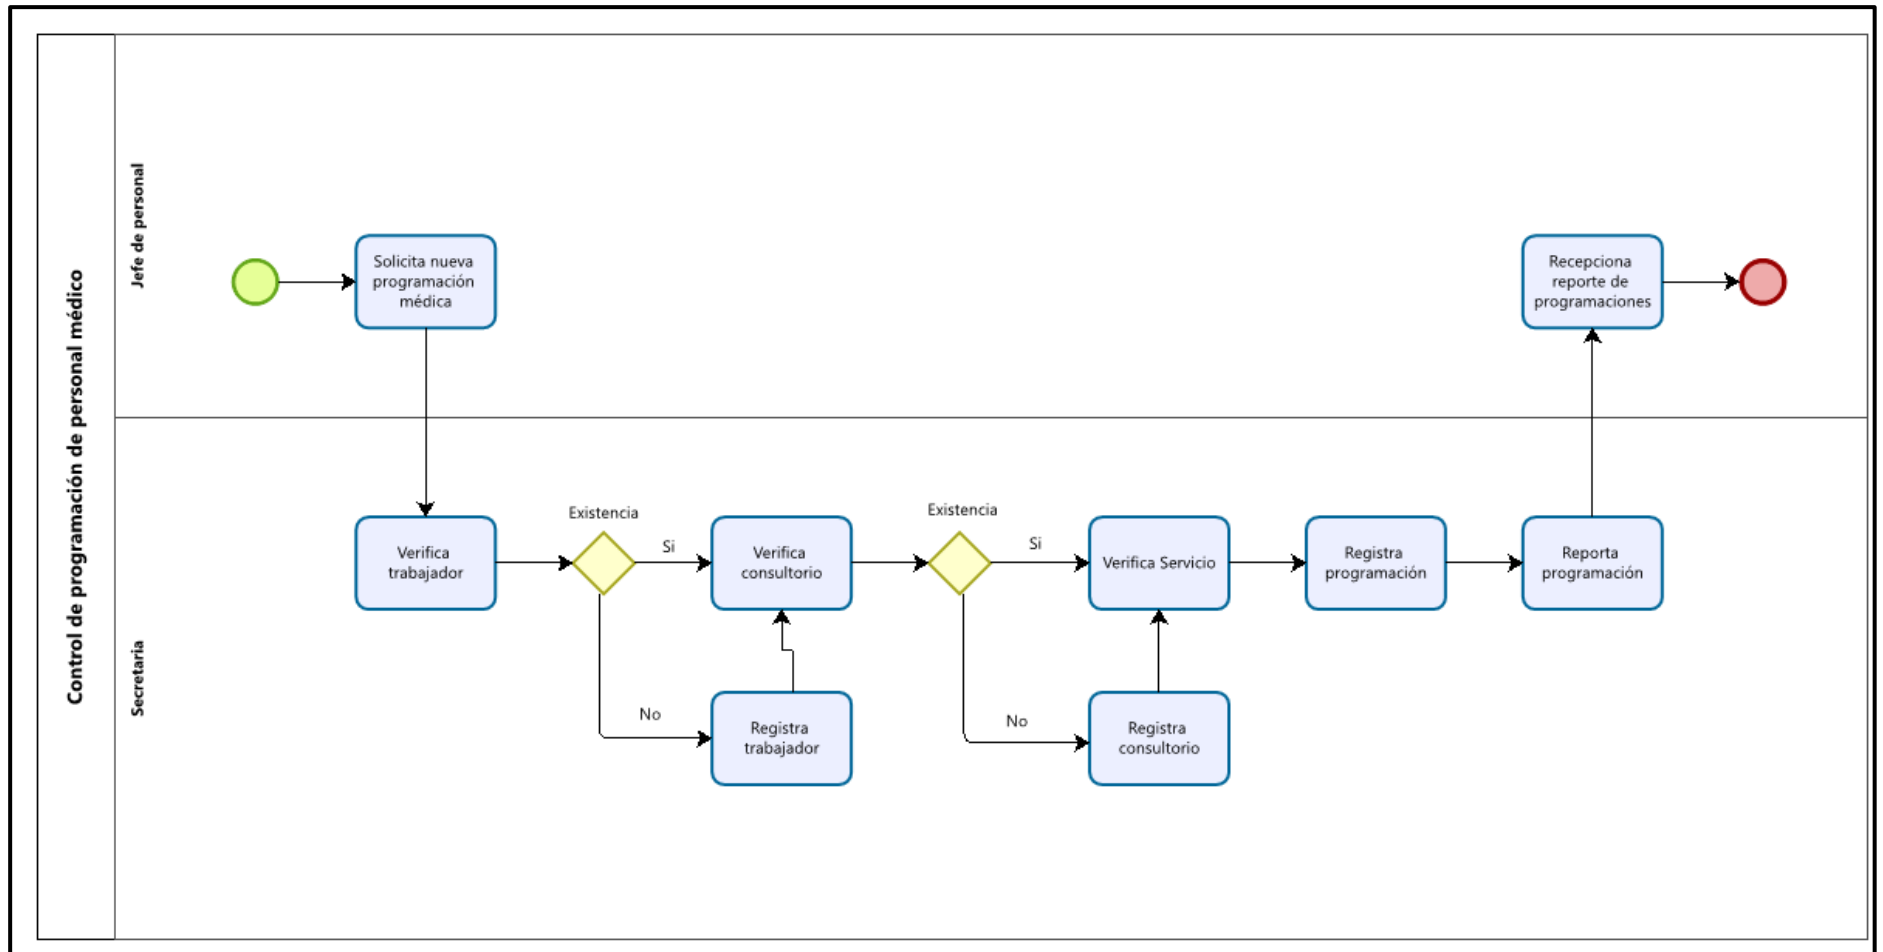 Control de programación de personal médico
Jefe de personal
Solicita nueva
programación
médica
Recepciona
reporte de
programaciones
Secretaria
Verifica
trabajador
Existencia
Si
No
Verifica
consultorio
Registra
trabajador
Existencia
Si
No
Verifica Servicio
Registra
consultorio
Registra
programación
Reporta
programación